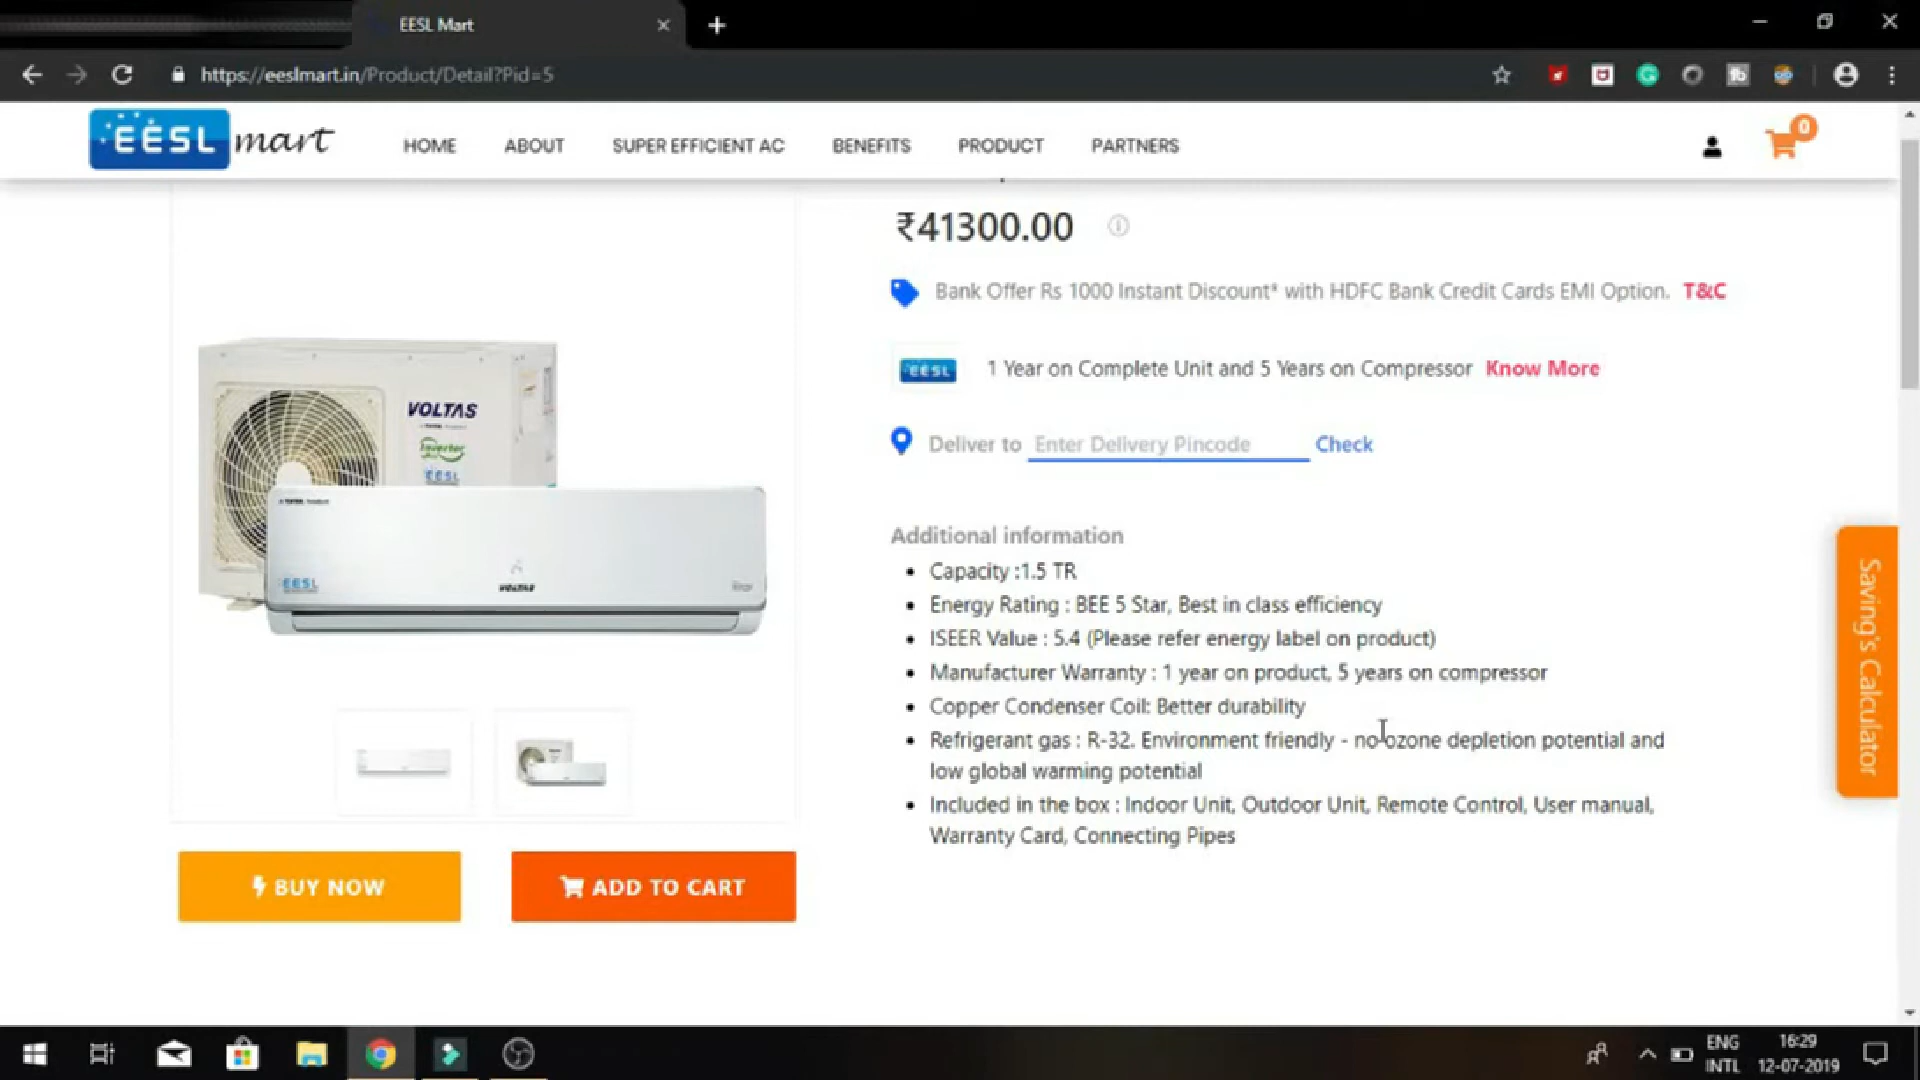 EESL Mart
https://eeslmart.in/Product/Detail?Pid=5
EESL mart
HOME
ABOUT
SUPER EFFICIENT AC
BENEFITS
PRODUCT
PARTNERS
0
₹41300.00
Bank Offer Rs 1000 Instant Discount* with HDFC Bank Credit Cards EMI Option. T&C
EESL
1 Year on Complete Unit and 5 Years on Compressor Know More
Deliver to Enter Delivery Pincode Check
VOLTAS
Inverter
EESL
EESL
VOLTAS
Additional information
• Capacity :1.5 TR
• Energy Rating : BEE 5 Star, Best in class efficiency
• ISEER Value : 5.4 (Please refer energy label on product)
• Manufacturer Warranty : 1 year on product, 5 years on compressor
• Copper Condenser Coil: Better durability
• Refrigerant gas : R-32. Environment friendly - no ozone depletion potential and
low global warming potential
• Included in the box : Indoor Unit, Outdoor Unit, Remote Control, User manual,
Warranty Card, Connecting Pipes
Saving's Calculator
BUY NOW
ADD TO CART
ENG
INTL
16:29
12-07-2019